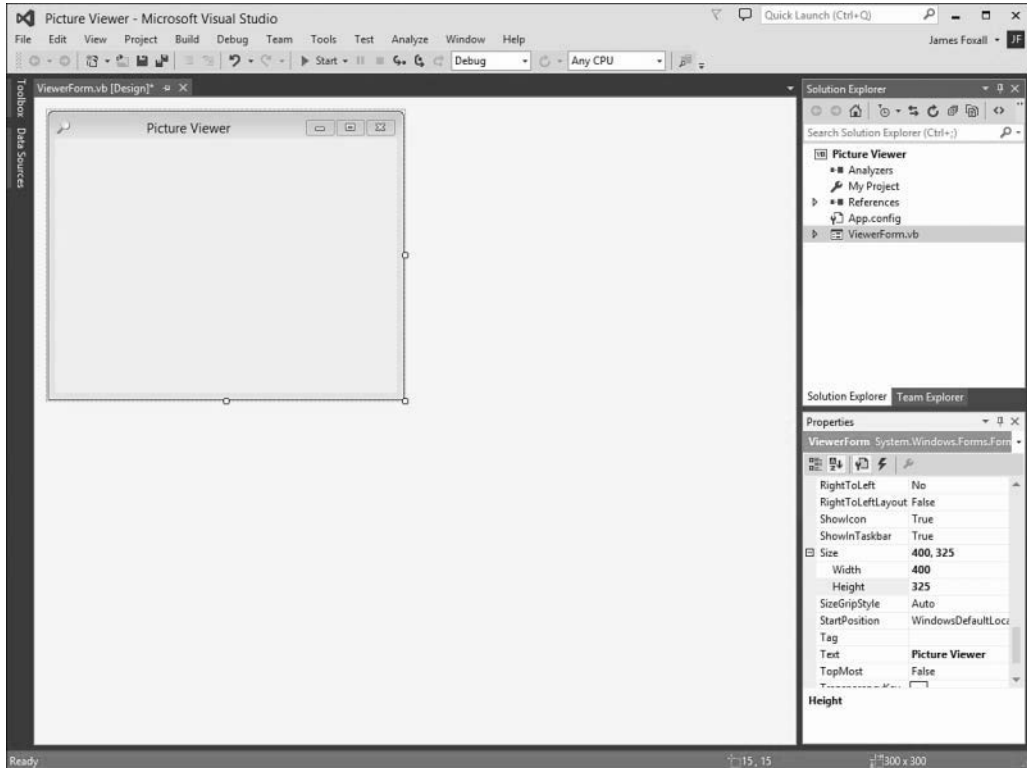 Picture Viewer - Microsoft Visual Studio
Quick Launch (Ctrl+Q)
File Edit View Project Build Debug Team Tools Test Analyze Window Help
James Foxall JF
Start Debug Any CPU
Toolbox
Data Sources
ViewerForm.vb [Design]*
Picture Viewer
Solution Explorer
Search Solution Explorer (Ctrl+;)
VB Picture Viewer
Analyzers
My Project
References
App.config
ViewerForm.vb
Solution Explorer Team Explorer
Properties
ViewerForm System.Windows.Forms.Form
RightToLeft No
RightToLeftLayout False
ShowIcon True
ShowInTaskbar True
Size 400, 325
Width 400
Height 325
SizeGripStyle Auto
StartPosition WindowsDefaultLoca
Tag
Text Picture Viewer
TopMost False
Height
Ready
15, 15
300 x 300